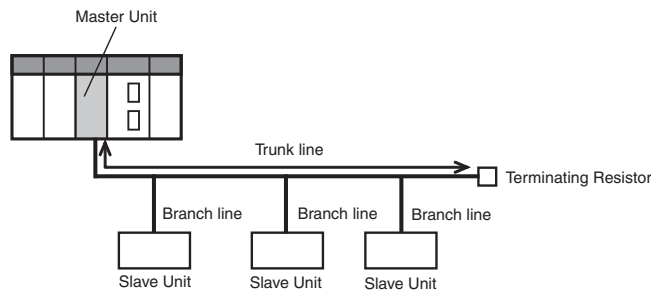 Master Unit
Trunk line
Terminating Resistor
Branch line
Branch line
Branch line
Slave Unit
Slave Unit
Slave Unit